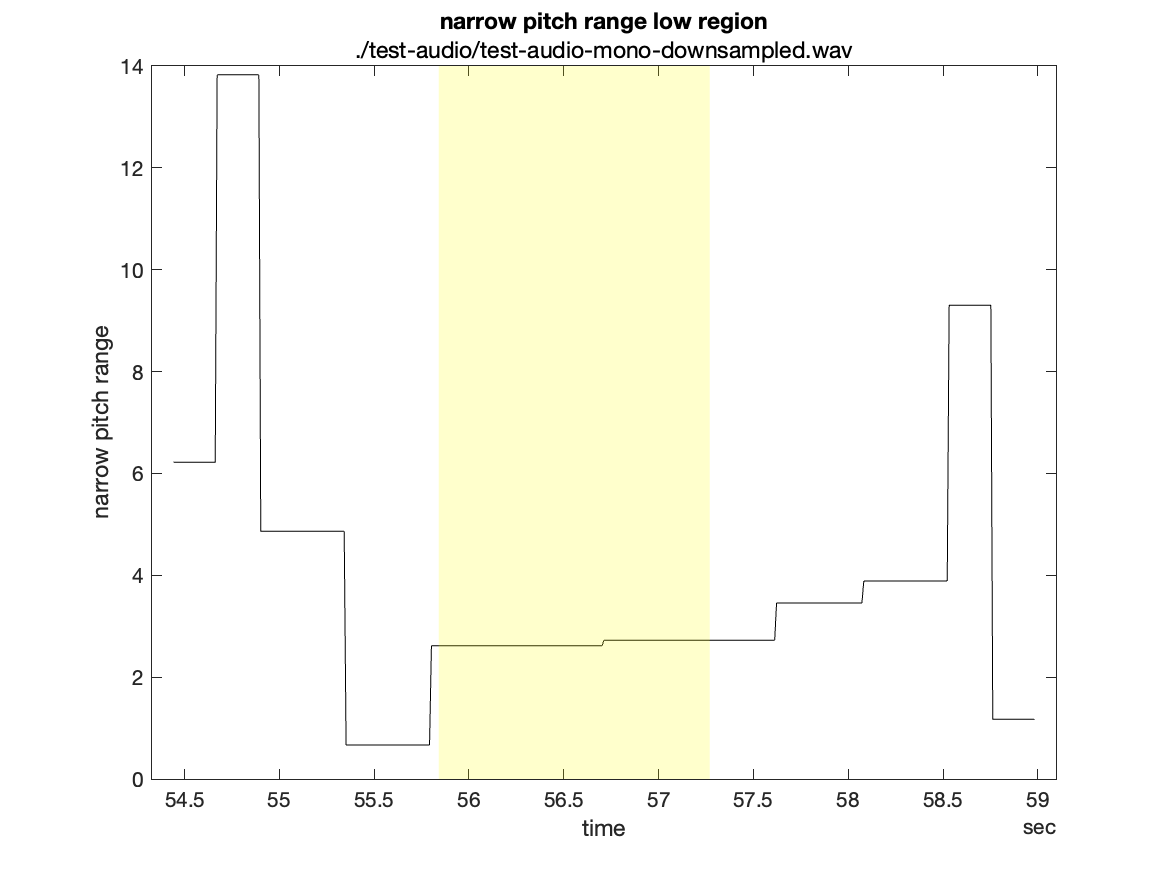 narrow pitch range low region
./test-audio/test-audio-mono-downsampled.wav
14
12
10
8
6
4
2
0
narrow pitch range
54.5 55 55.5 56 56.5 57 57.5 58 58.5 59
time
sec